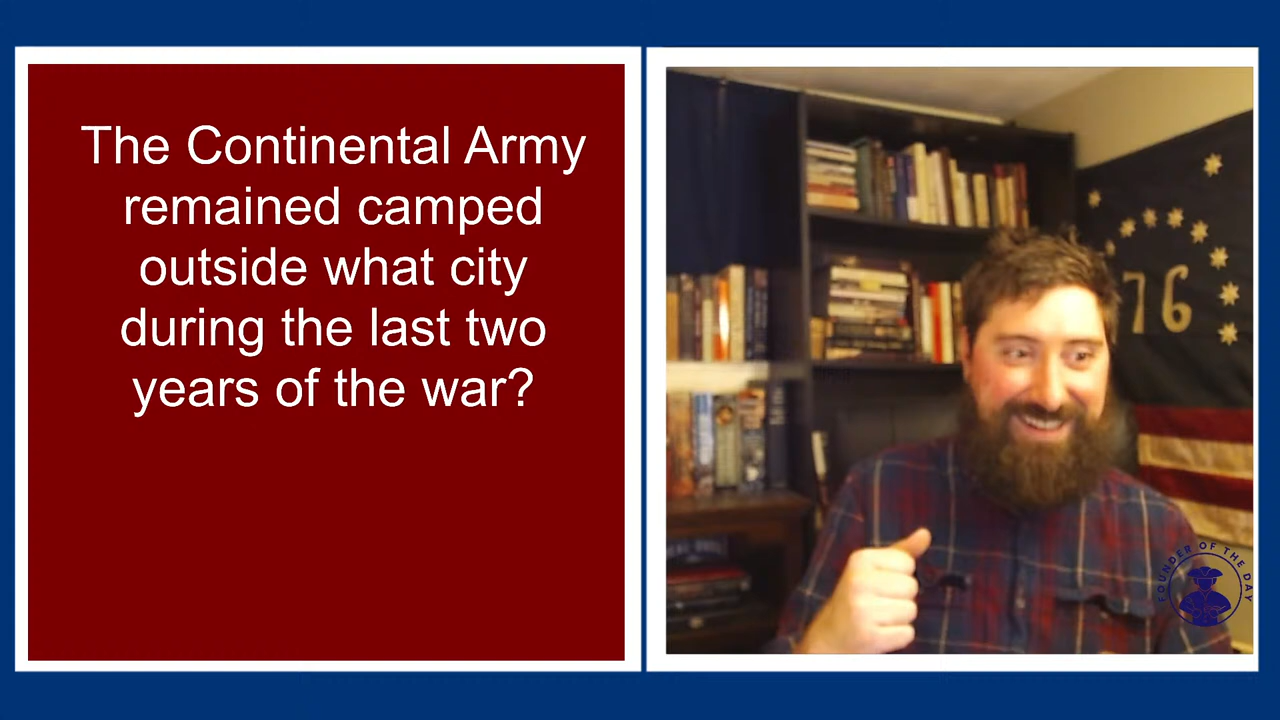 The Continental Army
remained camped
outside what city
during the last two
years of the war?
76
FOUNDER OF THE DAY